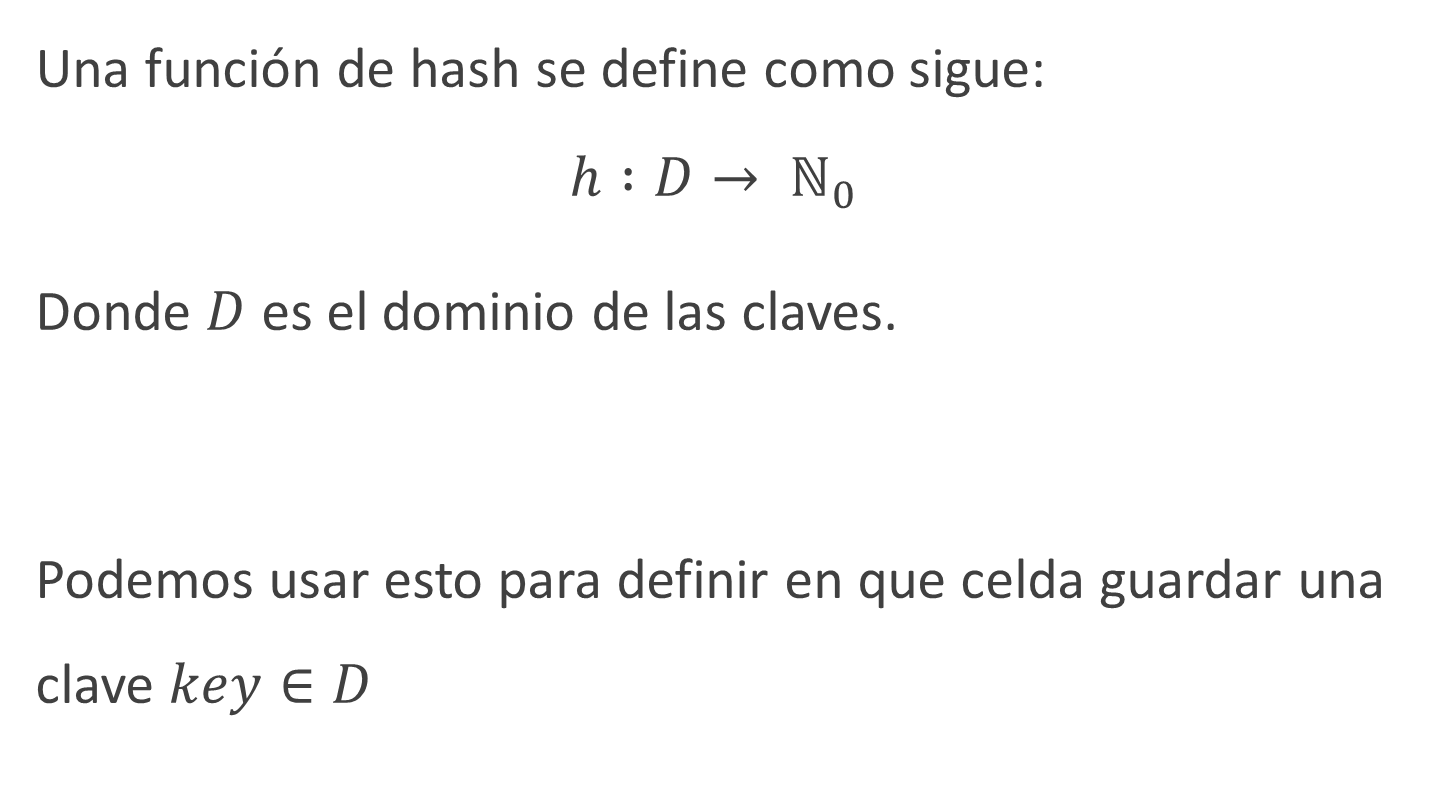 Una función de hash se define como sigue:
ℎ : 𝐷 → ℕ₀
Donde 𝐷 es el dominio de las claves.
Podemos usar esto para definir en que celda guardar una
clave 𝑘𝑒𝑦 ∈ 𝐷